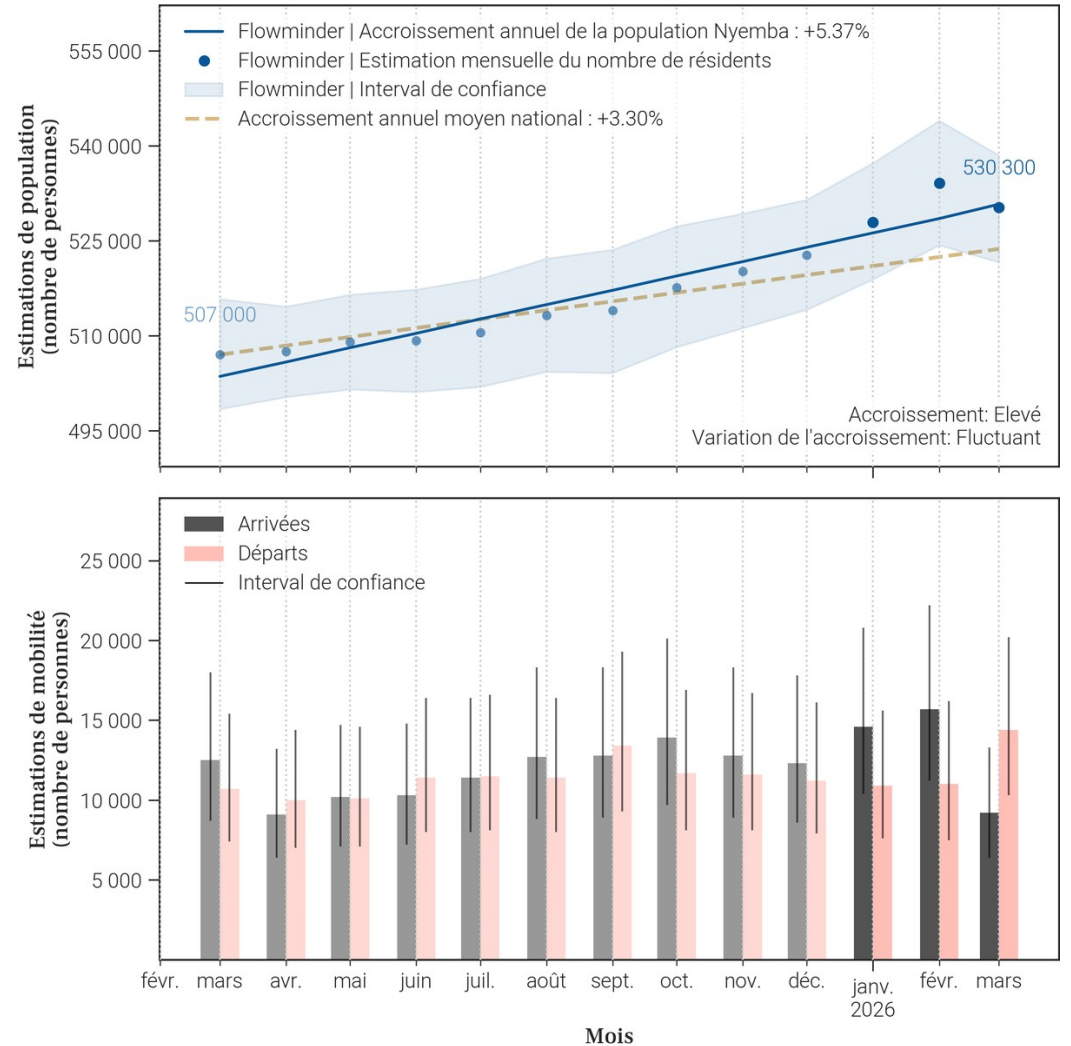 Flowminder | Accroissement annuel de la population Nyemba : +5.37%
Flowminder | Estimation mensuelle du nombre de résidents
Flowminder | Interval de confiance
Accroissement annuel moyen national : +3.30%
Estimations de population
(nombre de personnes)
555 000
540 000
525 000
510 000
495 000
507 000
530 300
Accroissement: Elevé
Variation de l'accroissement: Fluctuant
Arrivées
Départs
Interval de confiance
Estimations de mobilité
(nombre de personnes)
25 000
20 000
15 000
10 000
5 000
févr. mars avr. mai juin juil. août sept. oct. nov. déc. janv. févr. mars
2026
Mois